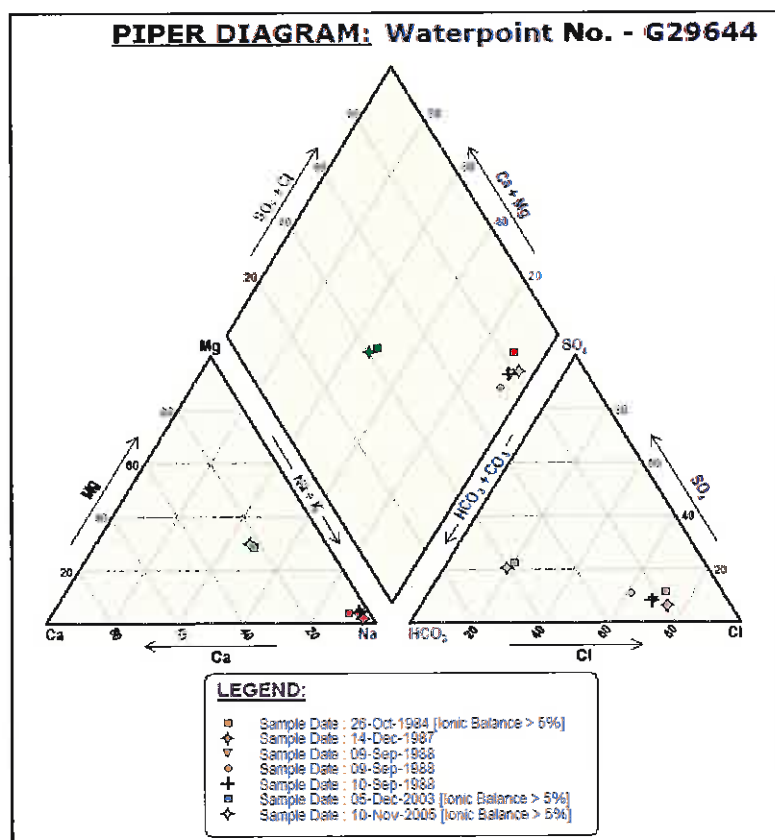 PIPER DIAGRAM: Waterpoint No. - G29644
SO₄ + Cl
Ca + Mg
80
60
40
20
20
Mg
SO₄
Na + K
HCO₃ + CO₃
Mg
SO₄
60
40
20
20
Ca
Na
HCO₃
20
40
60
80
Cl
Ca
Cl
LEGEND:
Sample Date : 26-Oct-1984 [Ionic Balance > 5%]
Sample Date : 14-Dec-1987
Sample Date : 09-Sep-1988
Sample Date : 09-Sep-1988
Sample Date : 10-Sep-1988
Sample Date : 05-Dec-2003 [Ionic Balance > 5%]
Sample Date : 10-Nov-2005 [Ionic Balance > 5%]